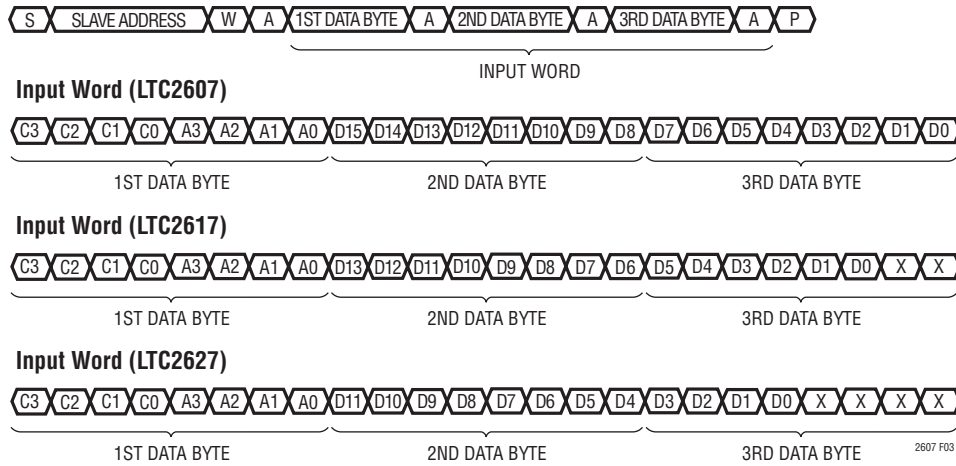 S SLAVE ADDRESS W A 1ST DATA BYTE A 2ND DATA BYTE A 3RD DATA BYTE A P
INPUT WORD
Input Word (LTC2607)
C3 C2 C1 C0 A3 A2 A1 A0 D15 D14 D13 D12 D11 D10 D9 D8 D7 D6 D5 D4 D3 D2 D1 D0
1ST DATA BYTE 2ND DATA BYTE 3RD DATA BYTE
Input Word (LTC2617)
C3 C2 C1 C0 A3 A2 A1 A0 D13 D12 D11 D10 D9 D8 D7 D6 D5 D4 D3 D2 D1 D0 X X
1ST DATA BYTE 2ND DATA BYTE 3RD DATA BYTE
Input Word (LTC2627)
C3 C2 C1 C0 A3 A2 A1 A0 D11 D10 D9 D8 D7 D6 D5 D4 D3 D2 D1 D0 X X X X
1ST DATA BYTE 2ND DATA BYTE 3RD DATA BYTE 2607 F03